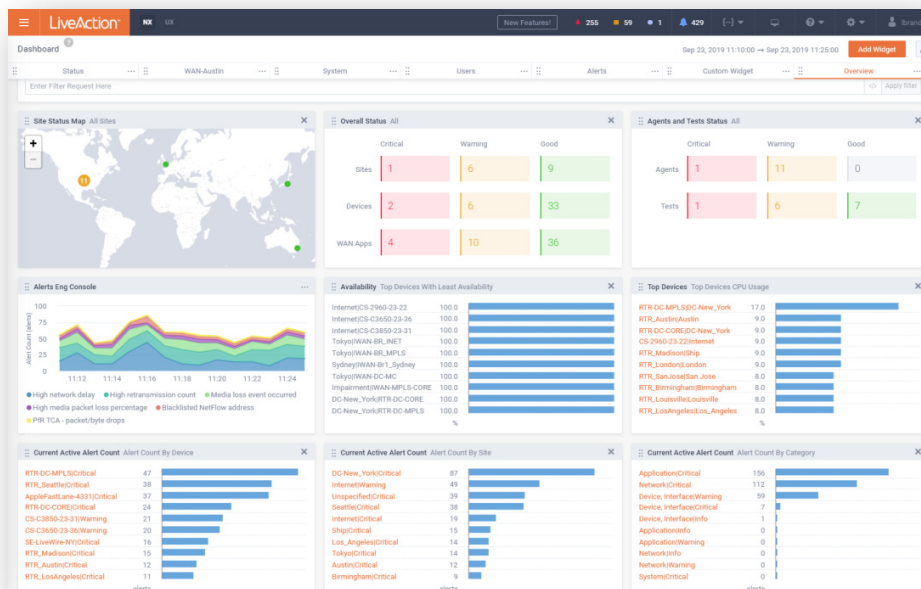 LiveAction NX UX New Features! 255 59 1 429
Dashboard ? Sep 23, 2019 11:10:00 → Sep 23, 2019 11:25:00 Add Widget
Status ··· WAN-Austin ··· System ··· Users ··· Alerts ··· Custom Widget ··· Overview ···
Enter Filter Request Here Apply filter
Site Status Map All Sites
+
−
11
Overall Status All
Critical Warning Good
Sites 1 6 9
Devices 2 6 33
WAN Apps 4 10 36
Agents and Tests Status All
Critical Warning Good
Agents 1 11 0
Tests 1 6 7
Alerts Eng Console ···
Alert Count (alerts)
100
75
50
25
0
11:12 11:14 11:16 11:18 11:20 11:22 11:24
High network delay High retransmission count Media loss event occurred
High media packet loss percentage Blacklisted NetFlow address
PfR TCA - packet/byte drops
Availability Top Devices With Least Availability
Internet|CS-2960-23-22 100.0
Internet|CS-C3650-23-36 100.0
Internet|CS-C3850-23-31 100.0
Tokyo|IWAN-BR_INET 100.0
Tokyo|IWAN-BR_MPLS 100.0
Sydney|IWAN-Br1_Sydney 100.0
Tokyo|IWAN-DC-MC 100.0
Impairment|IWAN-MPLS-CORE 100.0
DC-New_York|RTR-DC-CORE 100.0
DC-New_York|RTR-DC-MPLS 100.0
%
Top Devices Top Devices CPU Usage
RTR-DC-MPLS|DC-New_York 17.0
RTR_Austin|Austin 9.0
RTR-DC-CORE|DC-New_York 9.0
CS-2960-23-22|Internet 9.0
RTR_Madison|Ship 9.0
RTR_London|London 9.0
RTR_SanJose|San Jose 8.0
RTR_Birmingham|Birmingham 8.0
RTR_Louisville|Louisville 8.0
RTR_LosAngeles|Los_Angeles 8.0
%
Current Active Alert Count Alert Count By Device
RTR-DC-MPLS|Critical 47
RTR_Seattle|Critical 38
AppleFastLane-4331|Critical 37
RTR-DC-CORE|Critical 24
CS-C3850-23-31|Warning 21
CS-C3650-23-36|Warning 20
SE-LiveWire-NY|Critical 16
RTR_Madison|Critical 15
RTR_Austin|Critical 12
RTR_LosAngeles|Critical 11
alerts
Current Active Alert Count Alert Count By Site
DC-New_York|Critical 87
Internet|Warning 49
Unspecified|Critical 39
Seattle|Critical 38
Internet|Critical 19
Ship|Critical 15
Los_Angeles|Critical 14
Tokyo|Critical 14
Austin|Critical 12
Birmingham|Critical 9
alerts
Current Active Alert Count Alert Count By Category
Application|Critical 156
Network|Critical 112
Device, Interface|Warning 59
Device, Interface|Critical 7
Device, Interface|Info 1
Application|Info 0
Application|Warning 0
Network|Info 0
Network|Warning 0
System|Critical 0
alerts